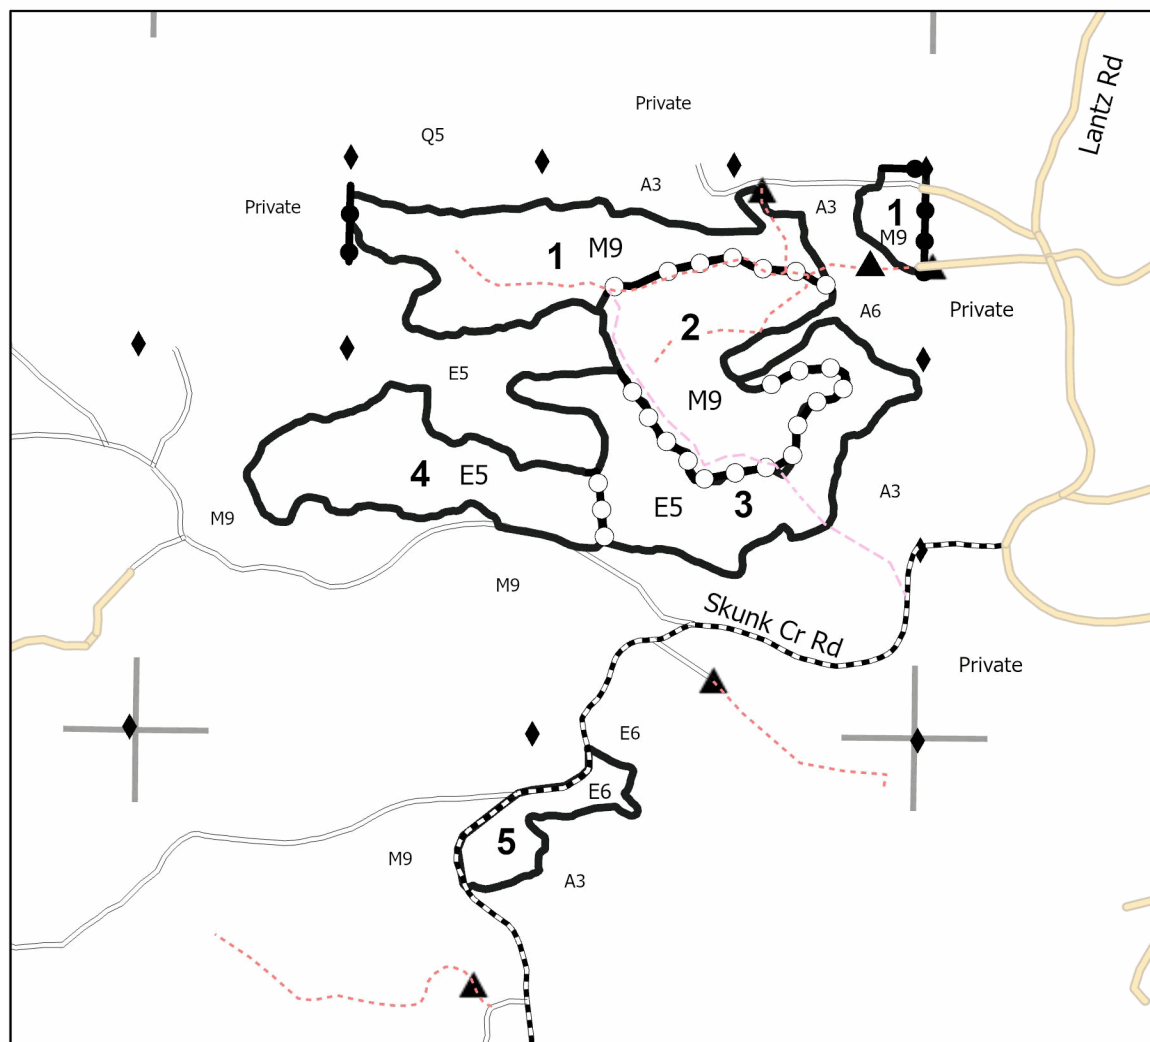 Lantz Rd
Private
Q5
A3
Private
A3
1
M9
1
M9
A6
Private
2
E5
M9
4
E5
E5
3
A3
M9
M9
Skunk Cr Rd
Private
E6
E6
5
M9
A3